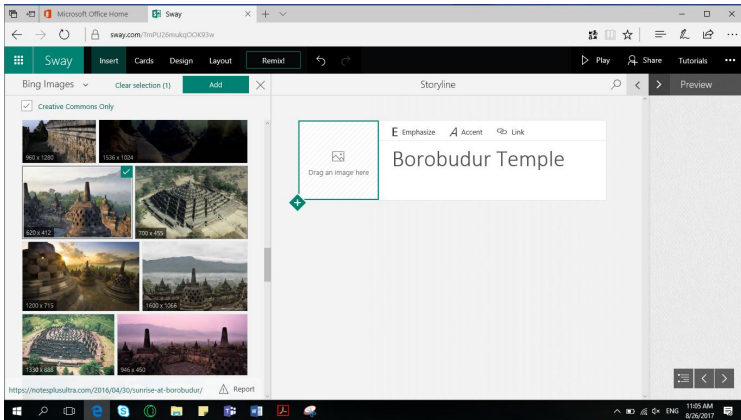 Microsoft Office Home
Sway
sway.com/TmPU26mukqOOK93w
Sway
Insert
Cards
Design
Layout
Remix!
Play
Share
Tutorials
Bing Images
Clear selection (1)
Add
Storyline
Preview
Creative Commons Only
E Emphasize
A Accent
Link
Drag an image here
Borobudur Temple
960 x 1280
1536 x 1024
620 x 412
700 x 455
1200 x 715
1600 x 1066
1330 x 888
946 x 450
https://notesplusultra.com/2016/04/30/sunrise-at-borobudur/
Report
ENG
11:05 AM
8/26/2017